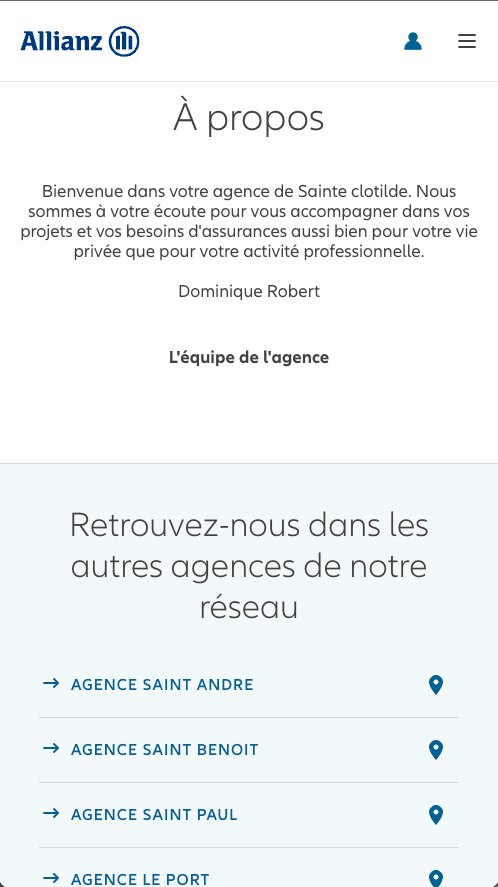 Allianz
À propos
Bienvenue dans votre agence de Sainte clotilde. Nous
sommes à votre écoute pour vous accompagner dans vos
projets et vos besoins d'assurances aussi bien pour votre vie
privée que pour votre activité professionnelle.
Dominique Robert
L'équipe de l'agence
Retrouvez-nous dans les
autres agences de notre
réseau
AGENCE SAINT ANDRE
AGENCE SAINT BENOIT
AGENCE SAINT PAUL
AGENCE LE PORT